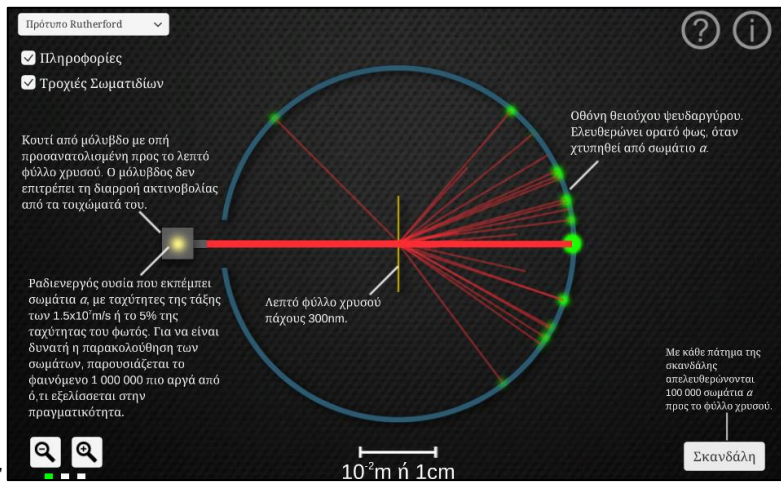 Πρότυπο Rutherford
Πληροφορίες
Τροχιές Σωματιδίων
Κουτί από μόλυβδο με οπή
προσανατολισμένη προς το λεπτό
φύλλο χρυσού. Ο μόλυβδος δεν
επιτρέπει τη διαρροή ακτινοβολίας
από τα τοιχώματά του.
Οθόνη θειούχου ψευδαργύρου.
Ελευθερώνει ορατό φως, όταν
χτυπηθεί από σωμάτιο α.
Ραδιενεργός ουσία που εκπέμπει
σωμάτια α, με ταχύτητες της τάξης
των 1.5x10⁷m/s ή το 5% της
ταχύτητας του φωτός. Για να είναι
δυνατή η παρακολούθηση των
σωμάτων, παρουσιάζεται το
φαινόμενο 1 000 000 πιο αργά από
ό,τι εξελίσσεται στην
πραγματικότητα.
Λεπτό φύλλο χρυσού
πάχους 300nm.
Με κάθε πάτημα της
σκανδάλης
απελευθερώνονται
100 000 σωμάτια α
προς το φύλλο χρυσού.
Σκανδάλη
10⁻²m ή 1cm